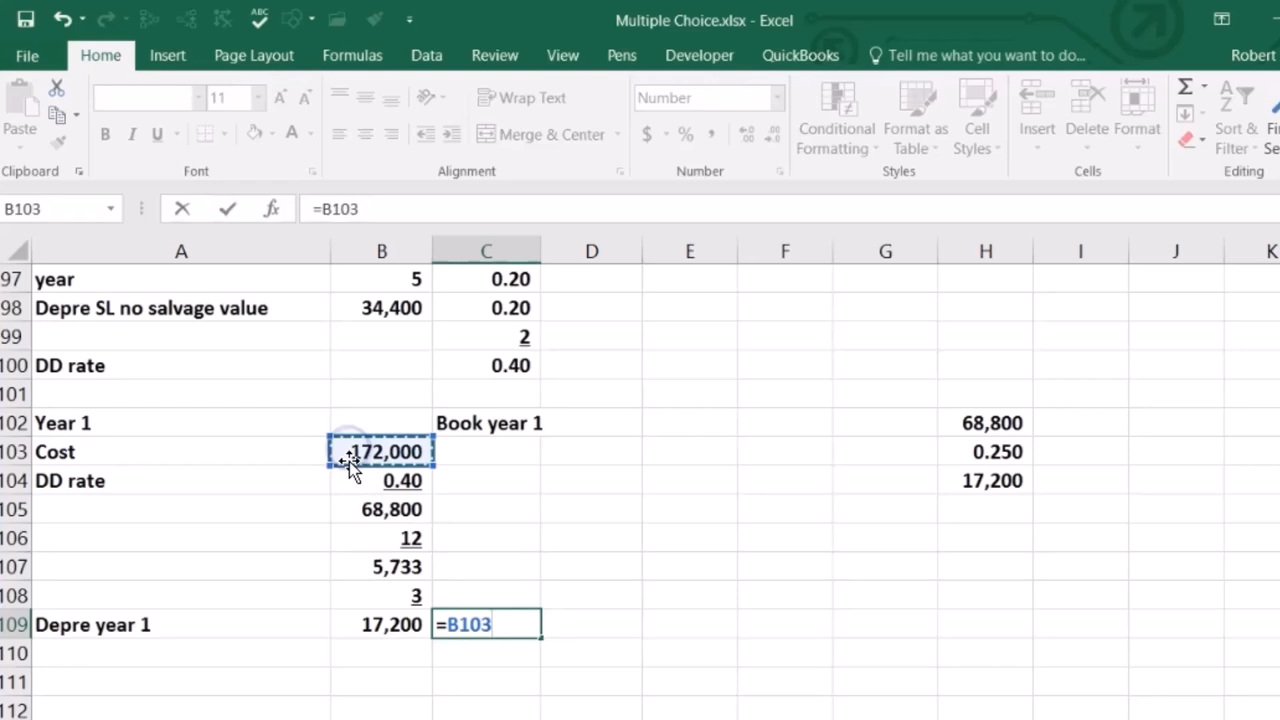 ABC
Multiple Choice.xlsx - Excel
File Home Insert Page Layout Formulas Data Review View Pens Developer QuickBooks Tell me what you want to do... Robert
Paste
11 A A
Wrap Text
Number
B I U A
Merge & Center
$ % ,
Conditional Formatting
Format as Table
Cell Styles
Insert
Delete
Format
Sort & Filter
Clipboard Font Alignment Number Styles Cells Editing
B103 fx =B103
A B C D E F G H I J K
97 year 5 0.20
98 Depre SL no salvage value 34,400 0.20
99 2
100 DD rate 0.40
101
102 Year 1 Book year 1 68,800
103 Cost 172,000 0.250
104 DD rate 0.40 17,200
105 68,800
106 12
107 5,733
108 3
109 Depre year 1 17,200 =B103
110
111
112